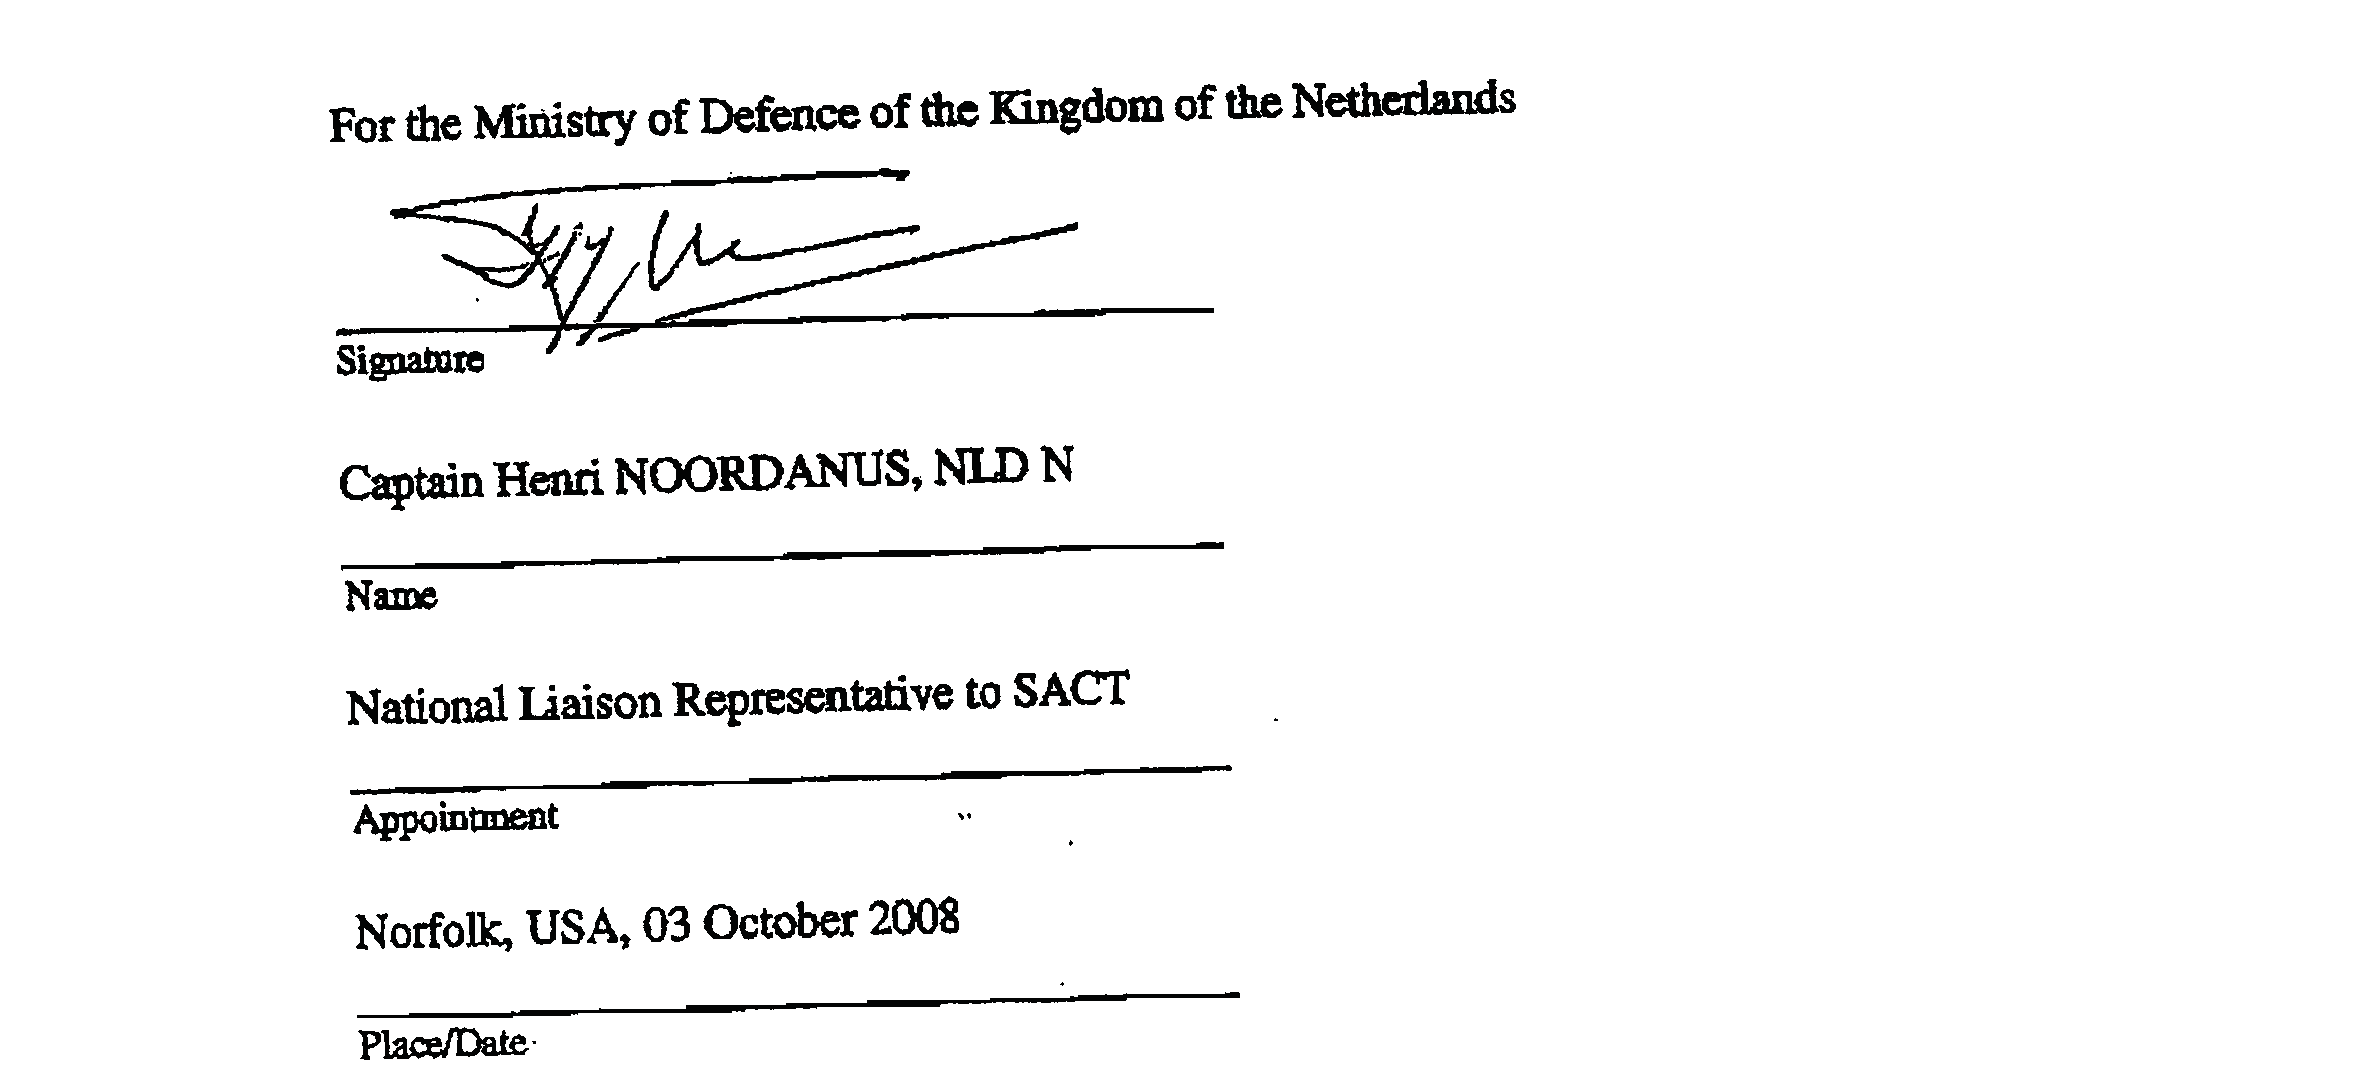 For the Ministry of Defence of the Kingdom of the Netherlands
Signature
Captain Henri NOORDANUS, NLD N
Name
National Liaison Representative to SACT
Appointment
Norfolk, USA, 03 October 2008
Place/Date